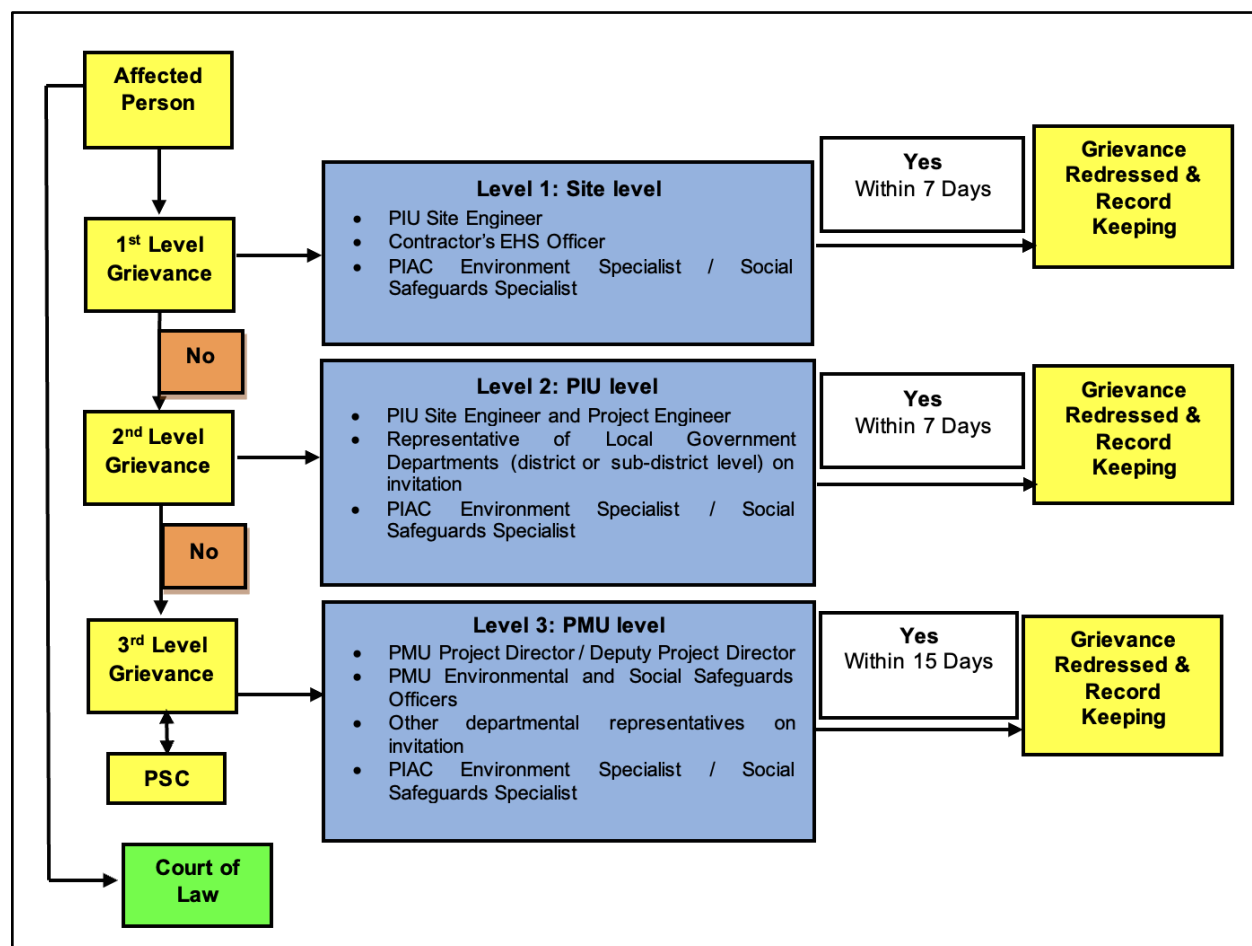 Affected
Person
1st Level
Grievance
Level 1: Site level
• PIU Site Engineer
• Contractor's EHS Officer
• PIAC Environment Specialist / Social
Safeguards Specialist
Yes
Within 7 Days
Grievance
Redressed &
Record
Keeping
No
2nd Level
Grievance
Level 2: PIU level
• PIU Site Engineer and Project Engineer
• Representative of Local Government
Departments (district or sub-district level) on
invitation
• PIAC Environment Specialist / Social
Safeguards Specialist
Yes
Within 7 Days
Grievance
Redressed &
Record
Keeping
No
3rd Level
Grievance
Level 3: PMU level
• PMU Project Director / Deputy Project Director
• PMU Environmental and Social Safeguards
Officers
• Other departmental representatives on
invitation
• PIAC Environment Specialist / Social
Safeguards Specialist
Yes
Within 15 Days
Grievance
Redressed &
Record
Keeping
PSC
Court of
Law